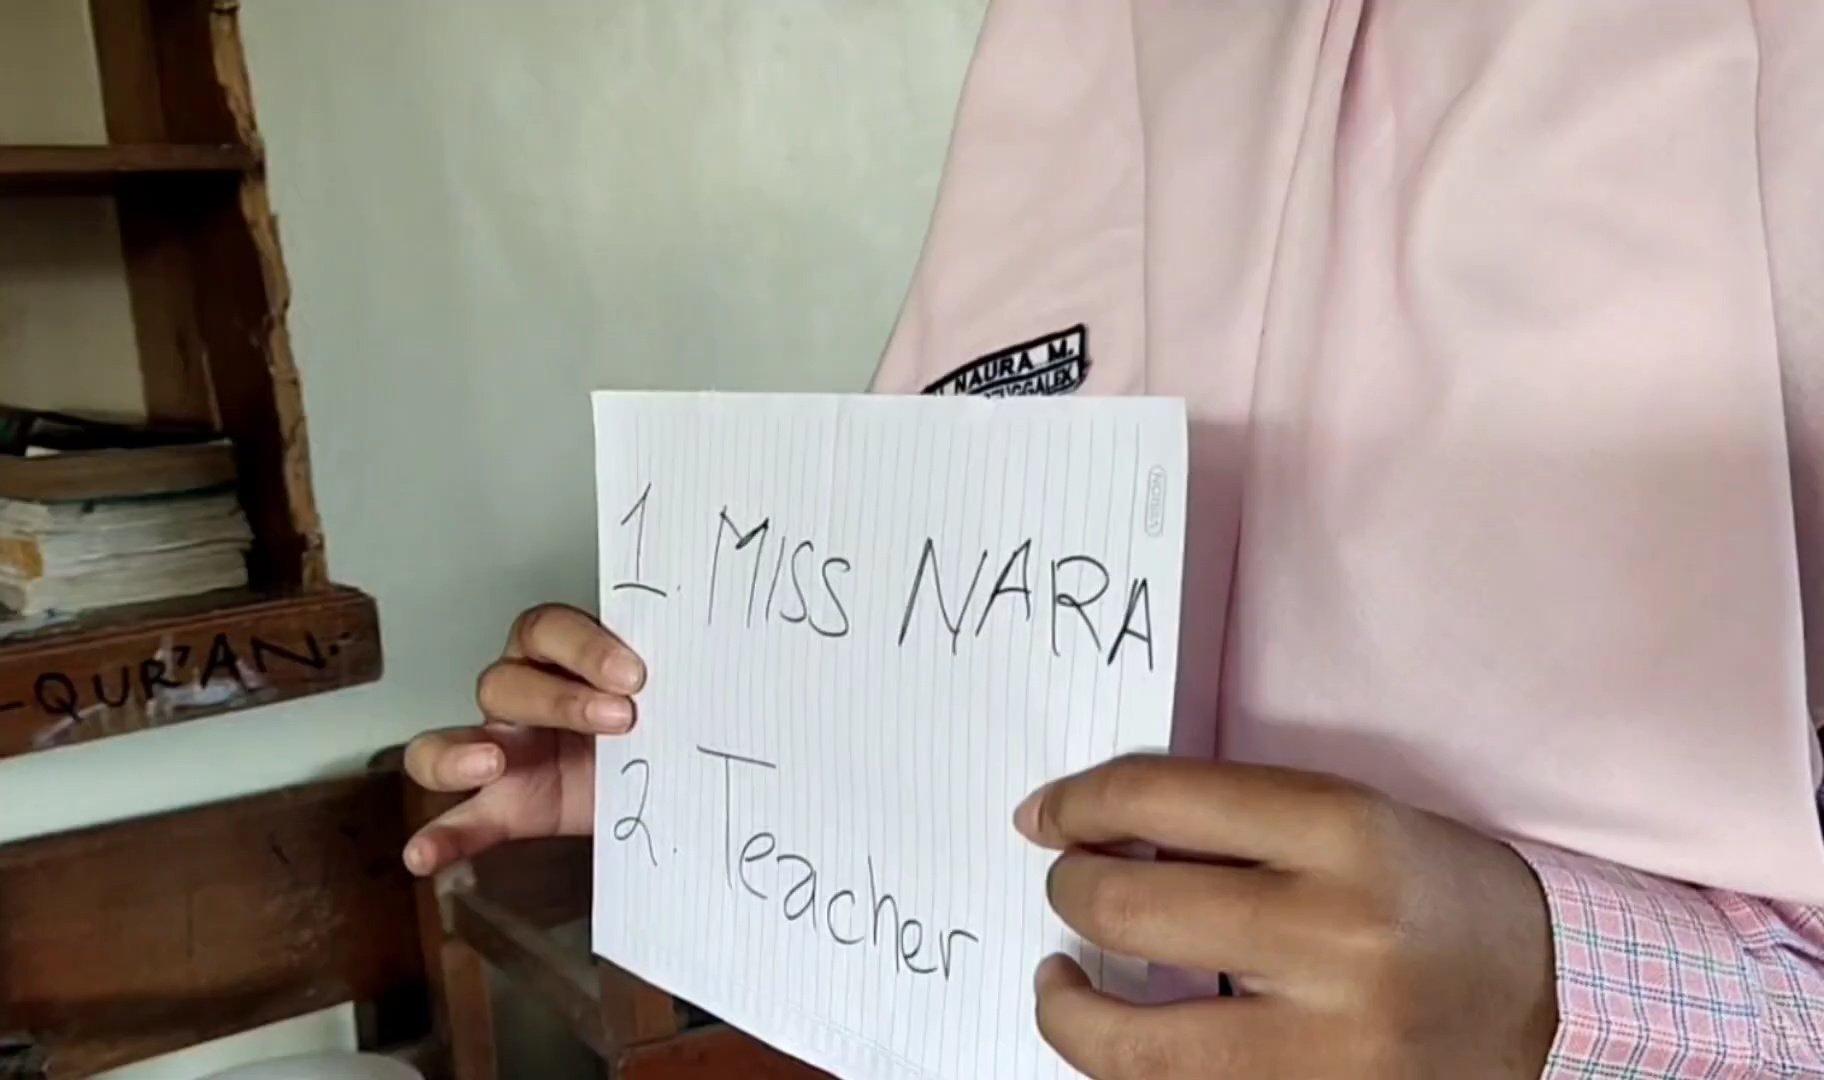 NAURA M.
1. MISS NARA
2. Teacher
-QUR'AN.